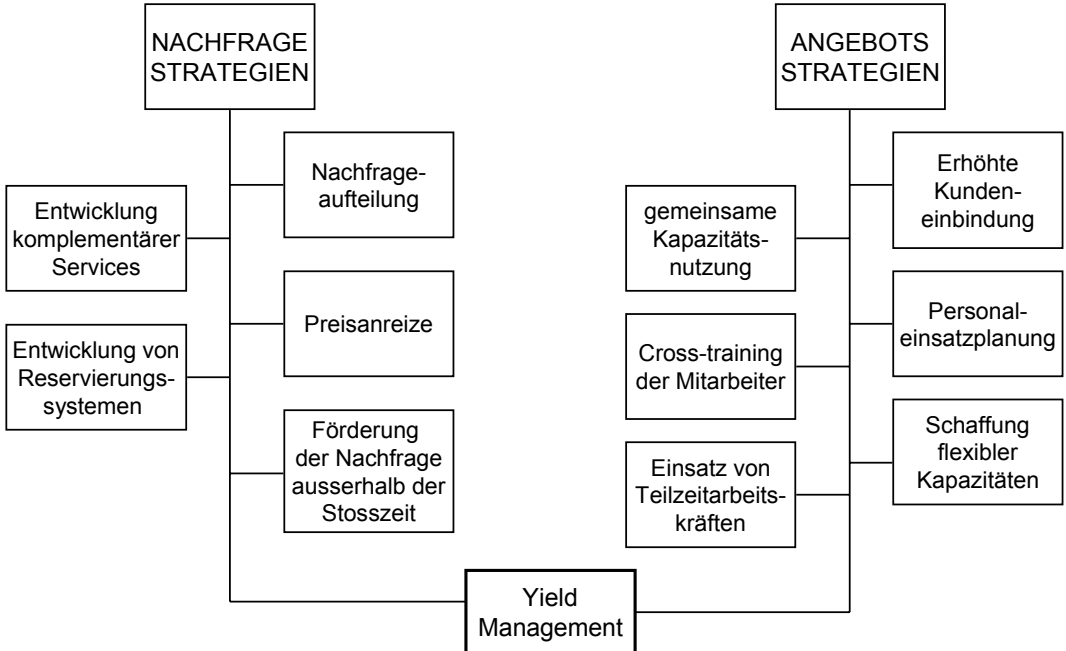 NACHFRAGE
STRATEGIEN
Nachfrage-
aufteilung
Entwicklung
komplementärer
Services
Preisanreize
Entwicklung von
Reservierungs-
systemen
Förderung
der Nachfrage
ausserhalb der
Stosszeit
ANGEBOTS
STRATEGIEN
Erhöhte
Kunden-
einbindung
gemeinsame
Kapazitäts-
nutzung
Personal-
einsatzplanung
Cross-training
der Mitarbeiter
Schaffung
flexibler
Kapazitäten
Einsatz von
Teilzeitarbeits-
kräften
Yield
Management